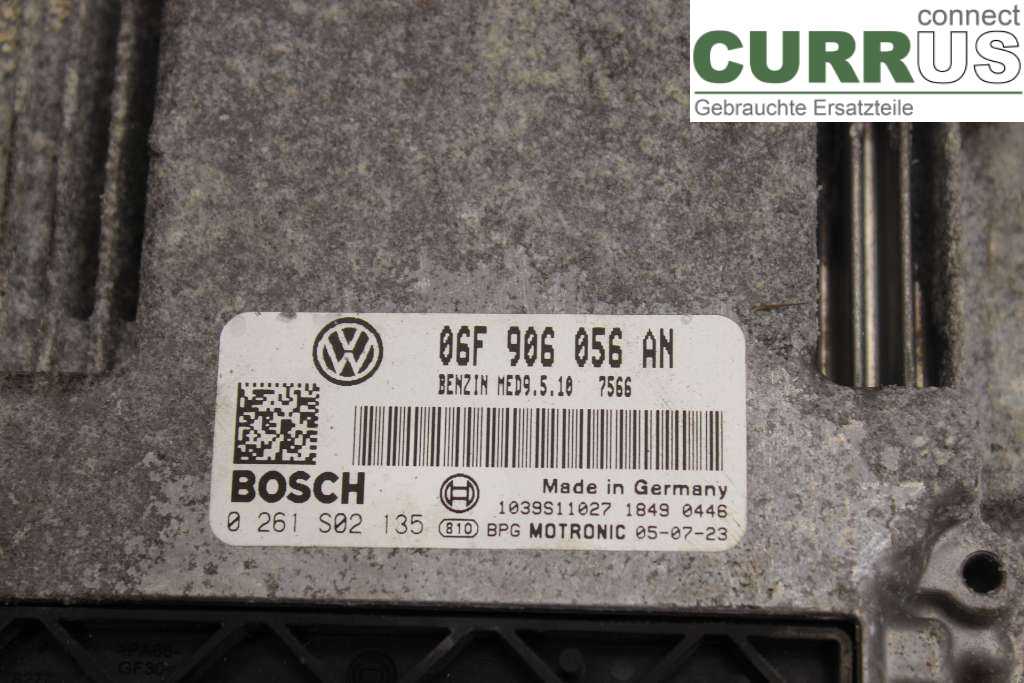 connect
CURRUS
Gebrauchte Ersatzteile
06F 906 056 AN
BENZIN MED9.5.10 7566
BOSCH
Made in Germany
1039S11027 1849 0446
0 261 S02 135 810 BPG MOTRONIC 05-07-23